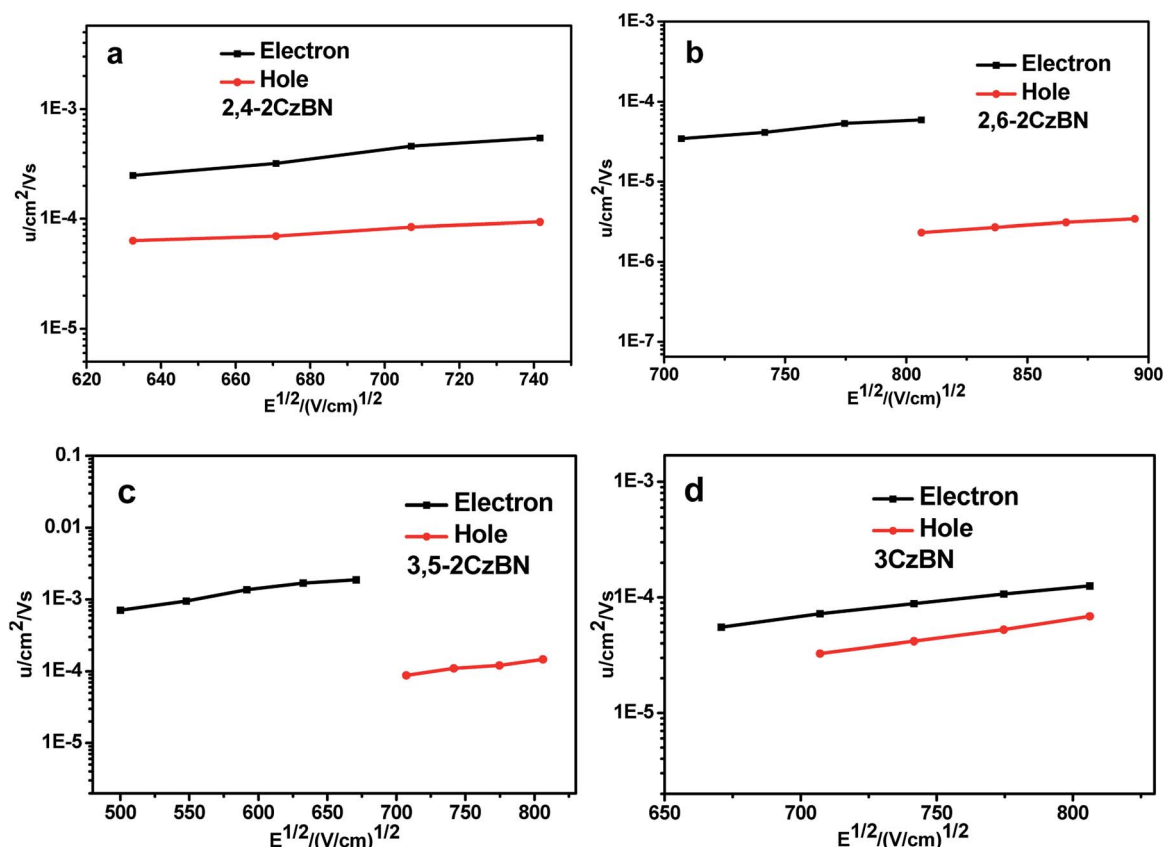 a
Electron
Hole
2,4-2CzBN
1E-3
1E-4
1E-5
u/cm²/Vs
620 640 660 680 700 720 740
E^1/2/(V/cm)^1/2
b
Electron
Hole
2,6-2CzBN
1E-3
1E-4
1E-5
1E-6
1E-7
u/cm²/Vs
700 750 800 850 900
E^1/2/(V/cm)^1/2
c
Electron
Hole
3,5-2CzBN
0.1
0.01
1E-3
1E-4
1E-5
u/cm²/Vs
500 550 600 650 700 750 800
E^1/2/(V/cm)^1/2
d
Electron
Hole
3CzBN
1E-3
1E-4
1E-5
u/cm²/Vs
650 700 750 800
E^1/2/(V/cm)^1/2